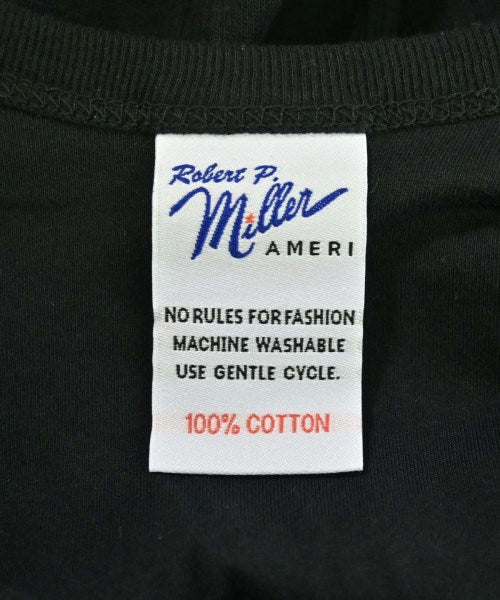 Robert P.
Miller
AMERI
NO RULES FOR FASHION
MACHINE WASHABLE
USE GENTLE CYCLE.
100% COTTON